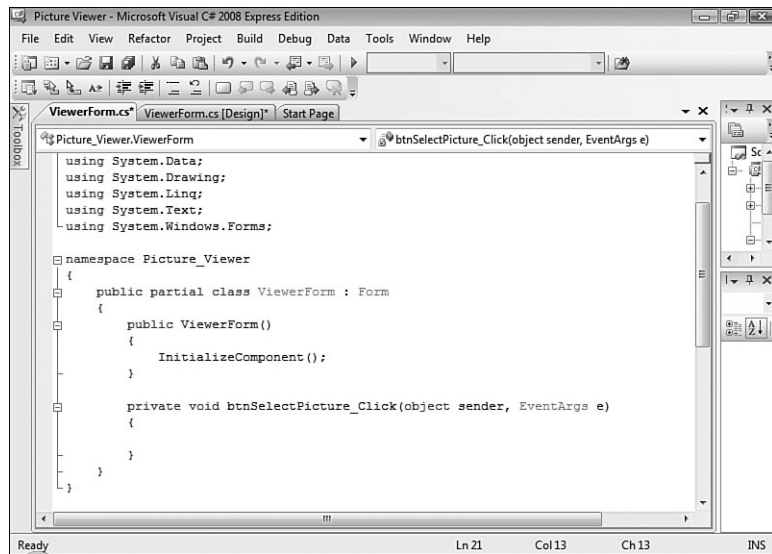 Picture Viewer - Microsoft Visual C# 2008 Express Edition
File Edit View Refactor Project Build Debug Data Tools Window Help
Toolbox
ViewerForm.cs* ViewerForm.cs [Design]* Start Page
Picture_Viewer.ViewerForm btnSelectPicture_Click(object sender, EventArgs e)
using System.Data;
using System.Drawing;
using System.Linq;
using System.Text;
using System.Windows.Forms;
namespace Picture_Viewer
{
public partial class ViewerForm : Form
{
public ViewerForm()
{
InitializeComponent();
}
private void btnSelectPicture_Click(object sender, EventArgs e)
{
}
}
}
Ready Ln 21 Col 13 Ch 13 INS